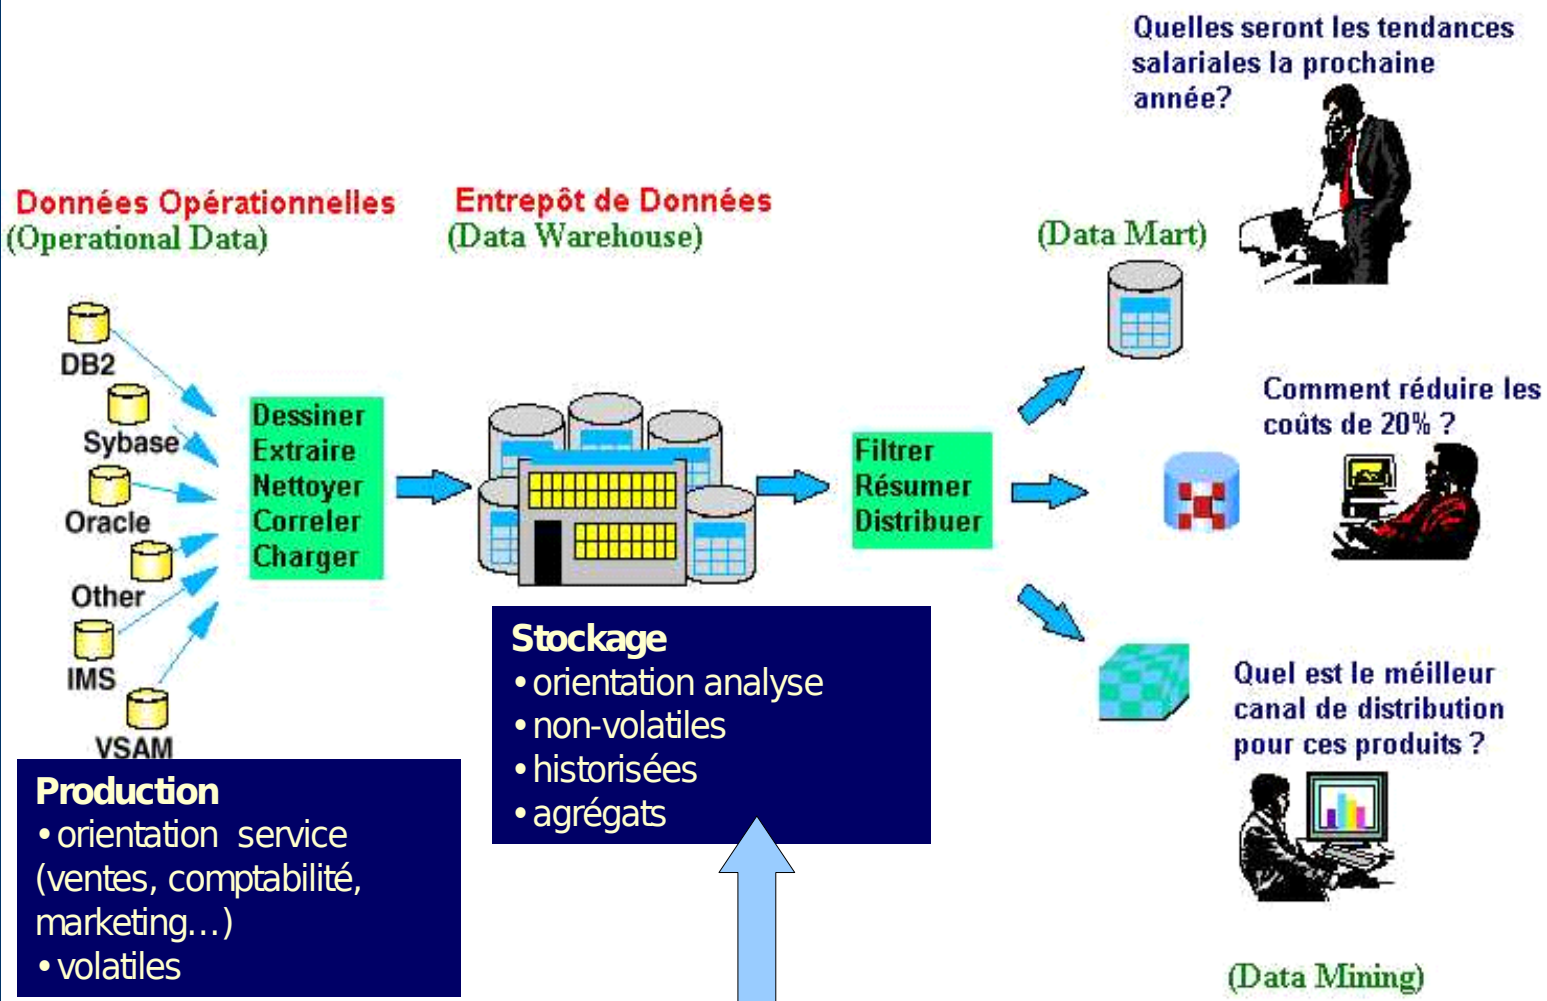 Quelles seront les tendances
salariales la prochaine
année?
Données Opérationnelles
(Operational Data)
Entrepôt de Données
(Data Warehouse)
(Data Mart)
DB2
Sybase
Oracle
Other
IMS
VSAM
Dessiner
Extraire
Nettoyer
Correler
Charger
Filtrer
Résumer
Distribuer
Comment réduire les
coûts de 20% ?
Quel est le méilleur
canal de distribution
pour ces produits ?
Stockage
• orientation analyse
• non-volatiles
• historisées
• agrégats
Production
• orientation service
(ventes, comptabilité,
marketing…)
• volatiles
(Data Mining)